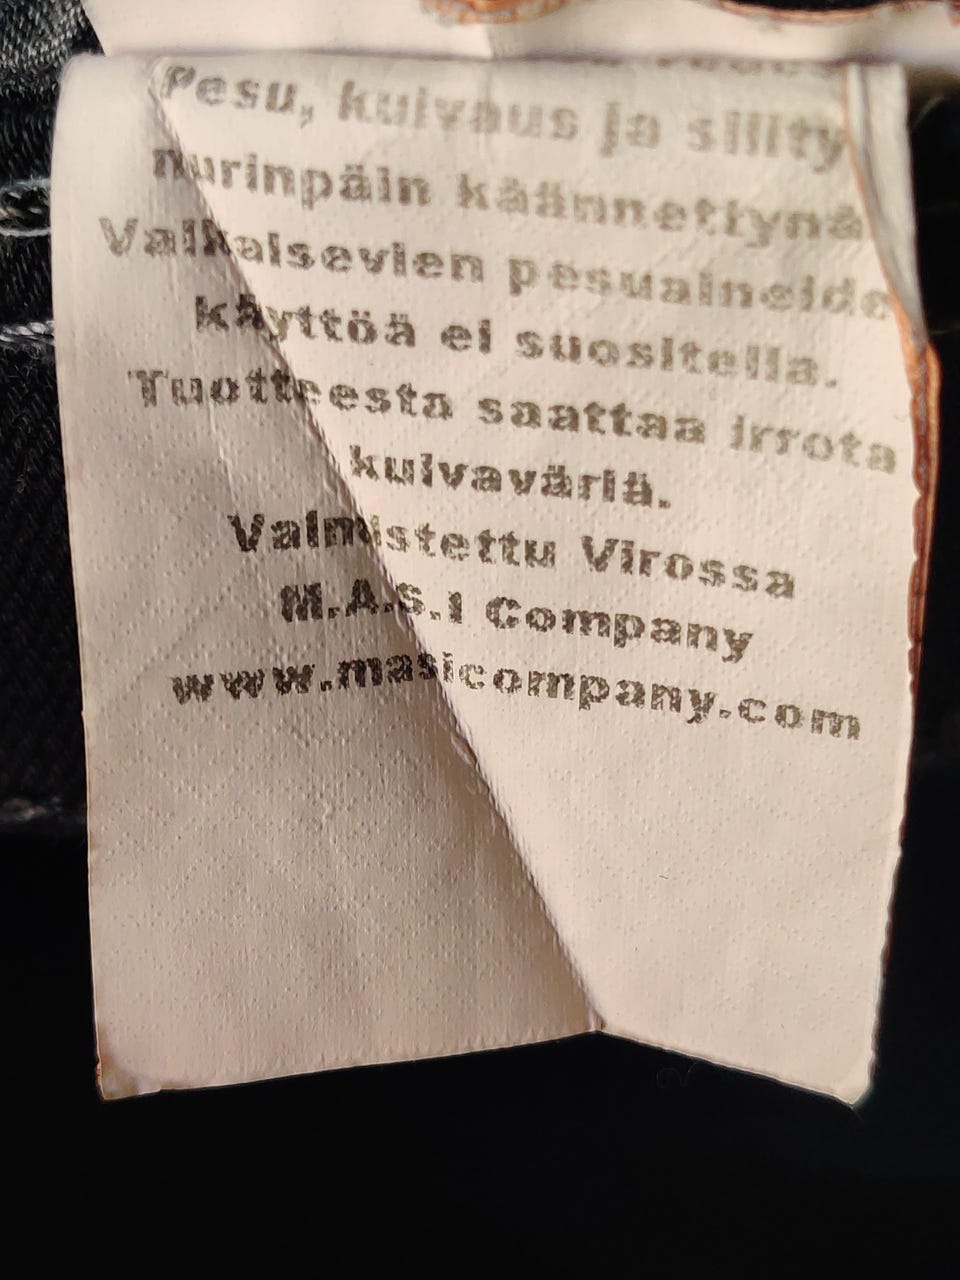 Pesu, kuivaus ja sility
nurinpäin käännettynä
Valkaisevien pesuaineide
käyttöä ei suositella.
Tuotteesta saattaa irrota
kuivaväriä.
Valmistettu Virossa
M.A.S.I Company
www.masicompany.com